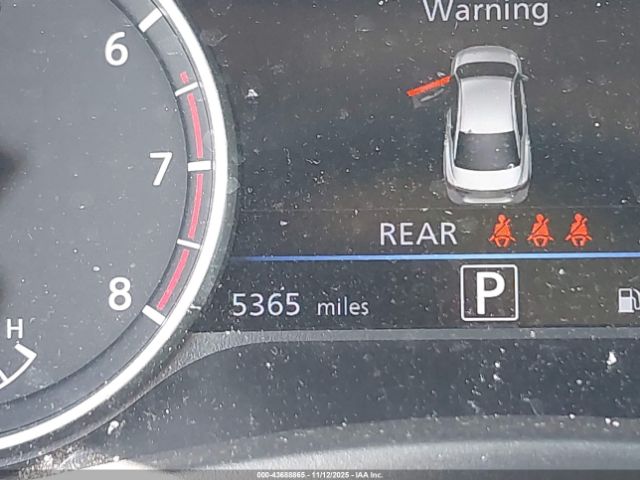 Warning
6
7
REAR
8
5365 miles
P
H
000-43688865 - 11/12/2025 - IAA Inc.